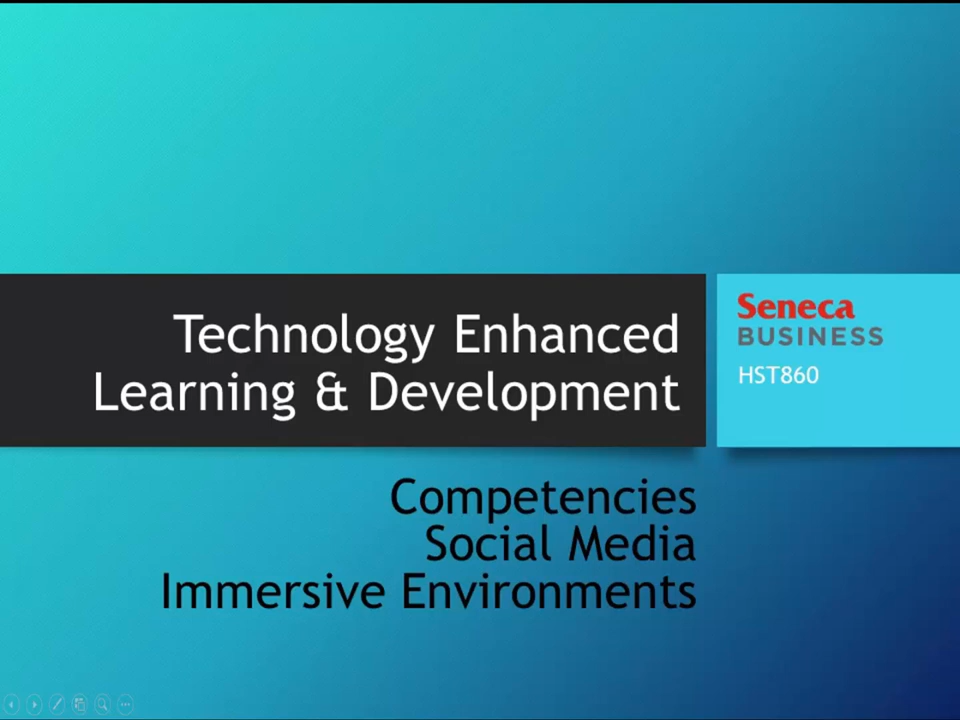 Technology Enhanced
Learning & Development
Seneca
BUSINESS
HST860
Competencies
Social Media
Immersive Environments